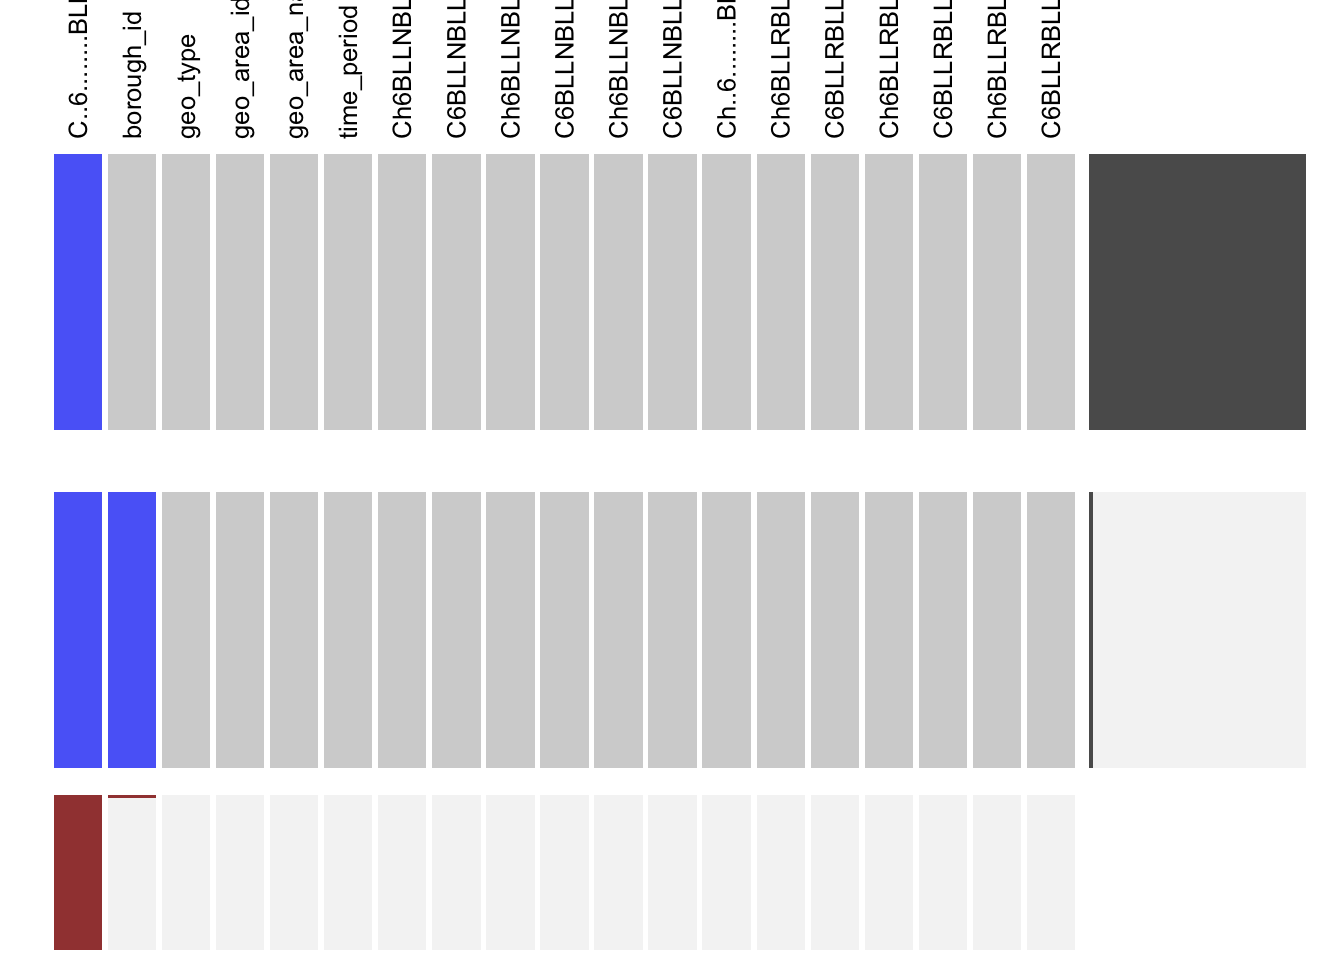 C..6........BL
borough_id
geo_type
geo_area_id
geo_area_n
time_period
Ch6BLLNBL
C6BLLNBLL
Ch6BLLNBL
C6BLLNBLL
Ch6BLLNBL
C6BLLNBLL
Ch..6........B
Ch6BLLRBL
C6BLLRBLL
Ch6BLLRBL
C6BLLRBLL
Ch6BLLRBL
C6BLLRBLL